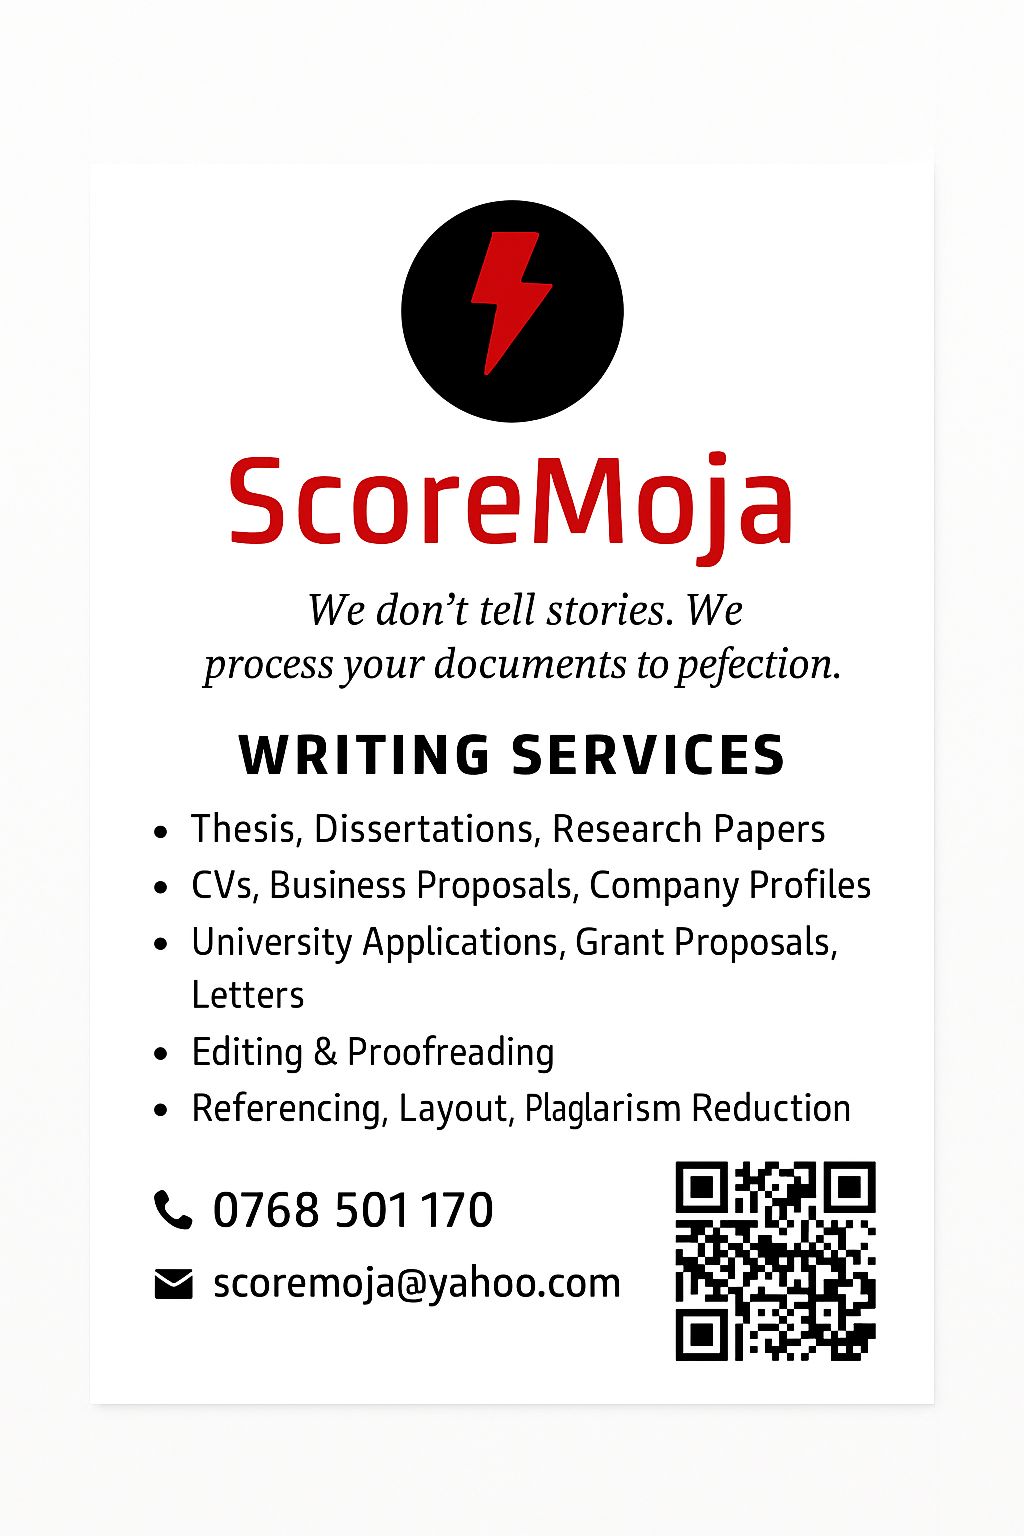 ScoreMoja
We don't tell stories. We
process your documents to pefection.
WRITING SERVICES
• Thesis, Dissertations, Research Papers
• CVs, Business Proposals, Company Profiles
• University Applications, Grant Proposals,
Letters
• Editing & Proofreading
• Referencing, Layout, Plaglarism Reduction
0768 501 170
scoremoja@yahoo.com